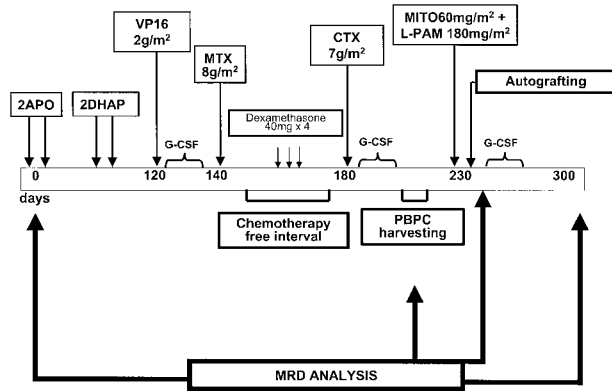 VP16
2g/m²
MITO60mg/m² +
L-PAM 180mg/m²
CTX
7g/m²
MTX
8g/m²
Autografting
2APO
2DHAP
Dexamethasone
40mg x 4
G-CSF
G-CSF
G-CSF
0
120
140
180
230
300
days
Chemotherapy
free interval
PBPC
harvesting
MRD ANALYSIS